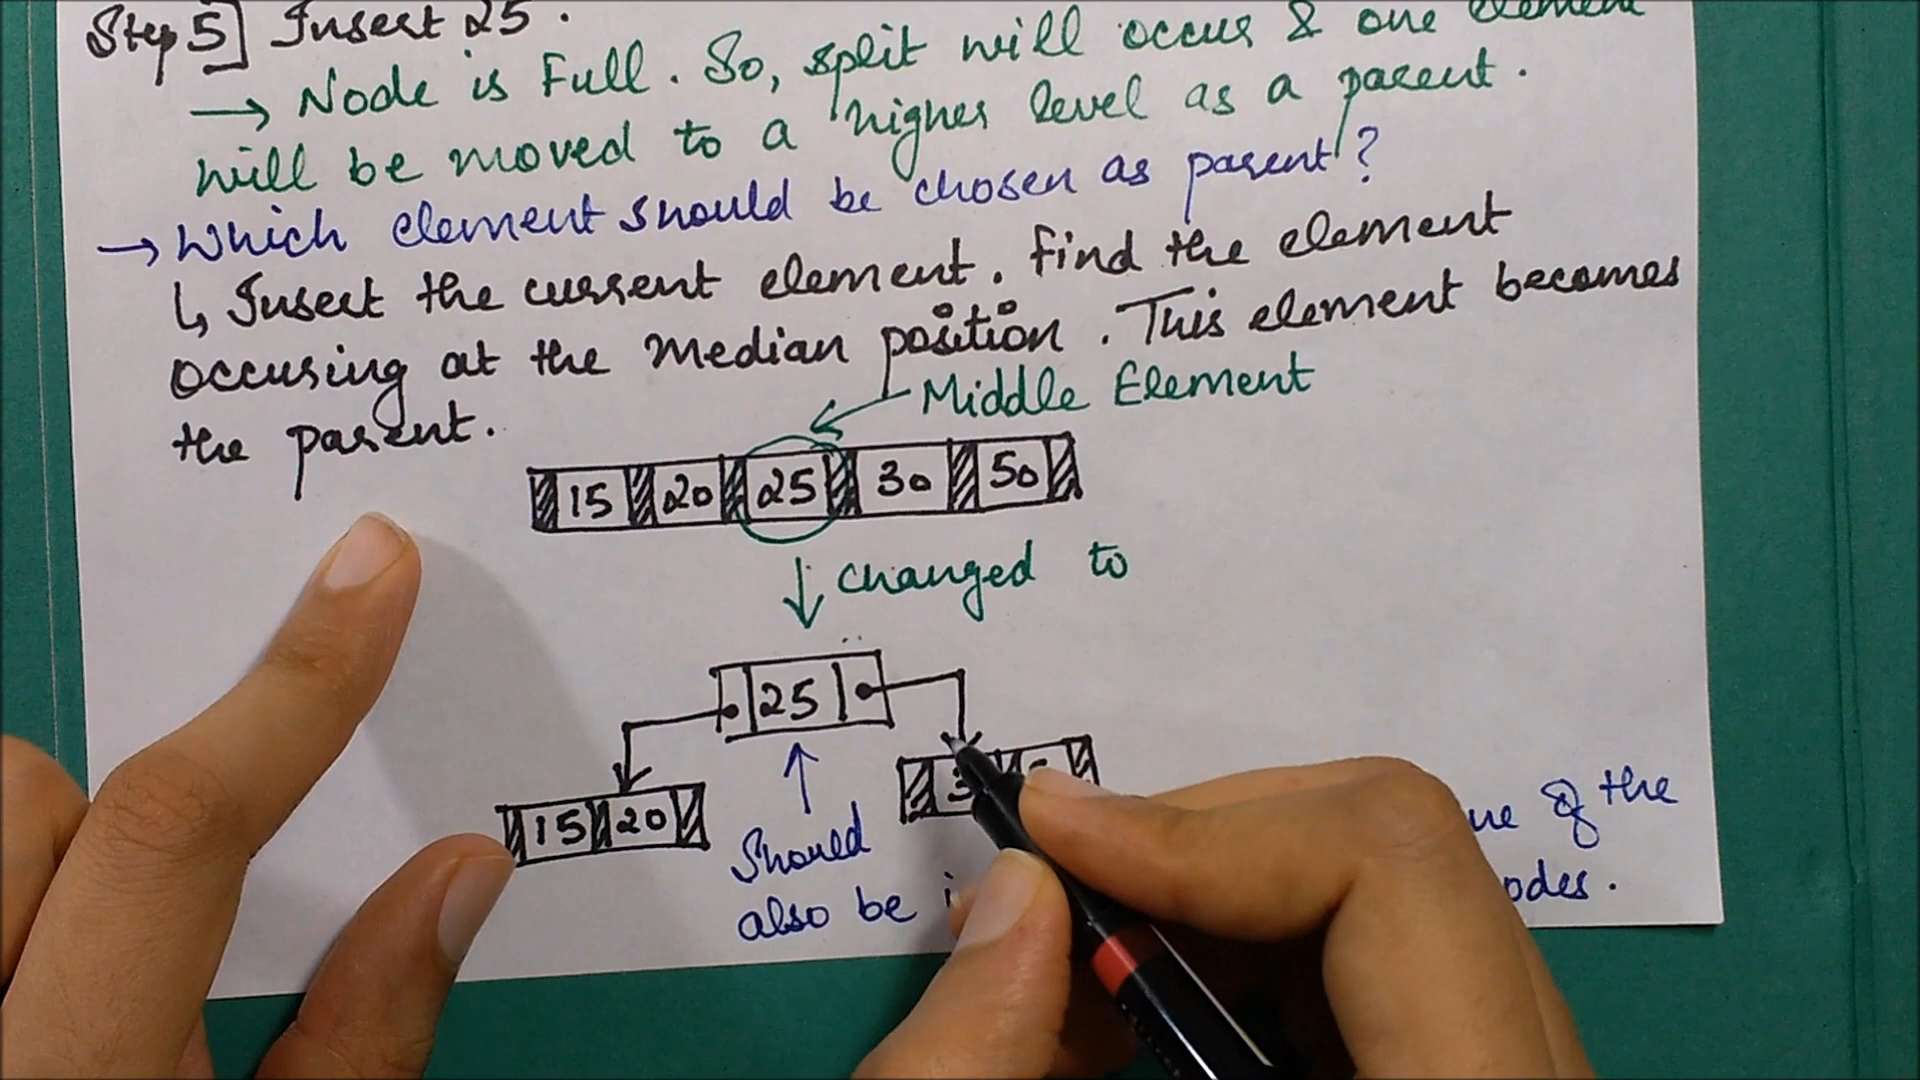 Step 5] Insert 25.
→ Node is Full. So, split will occur & one element
will be moved to a higher level as a parent.
→ Which element should be chosen as parent?
↳ Insert the current element. Find the element
occuring at the Median position. This element becomes
the parent.
Middle Element
15 20 25 30 50
↓ changed to
25
15 20
Should
also be
of the